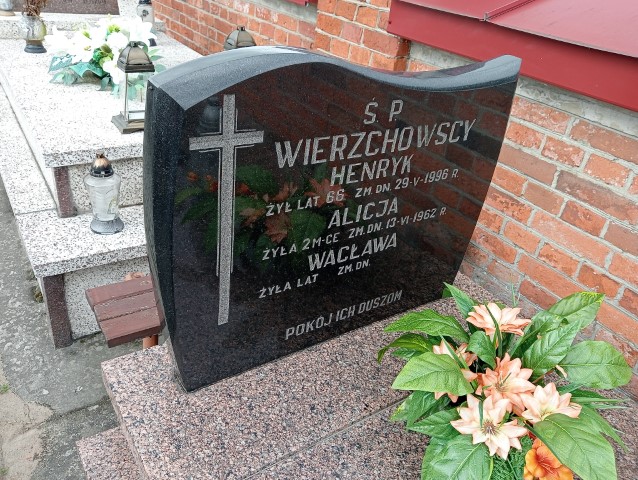 Ś. P
WIERZCHOWSCY
HENRYK
ŻYŁ LAT 66 ZM. DN. 29-V-1996 R.
ALICJA
ŻYŁA 2 M-CE ZM. DN. 13-VI-1962 R.
WACŁAWA
ŻYŁA LAT ZM. DN.
POKÓJ ICH DUSZOM